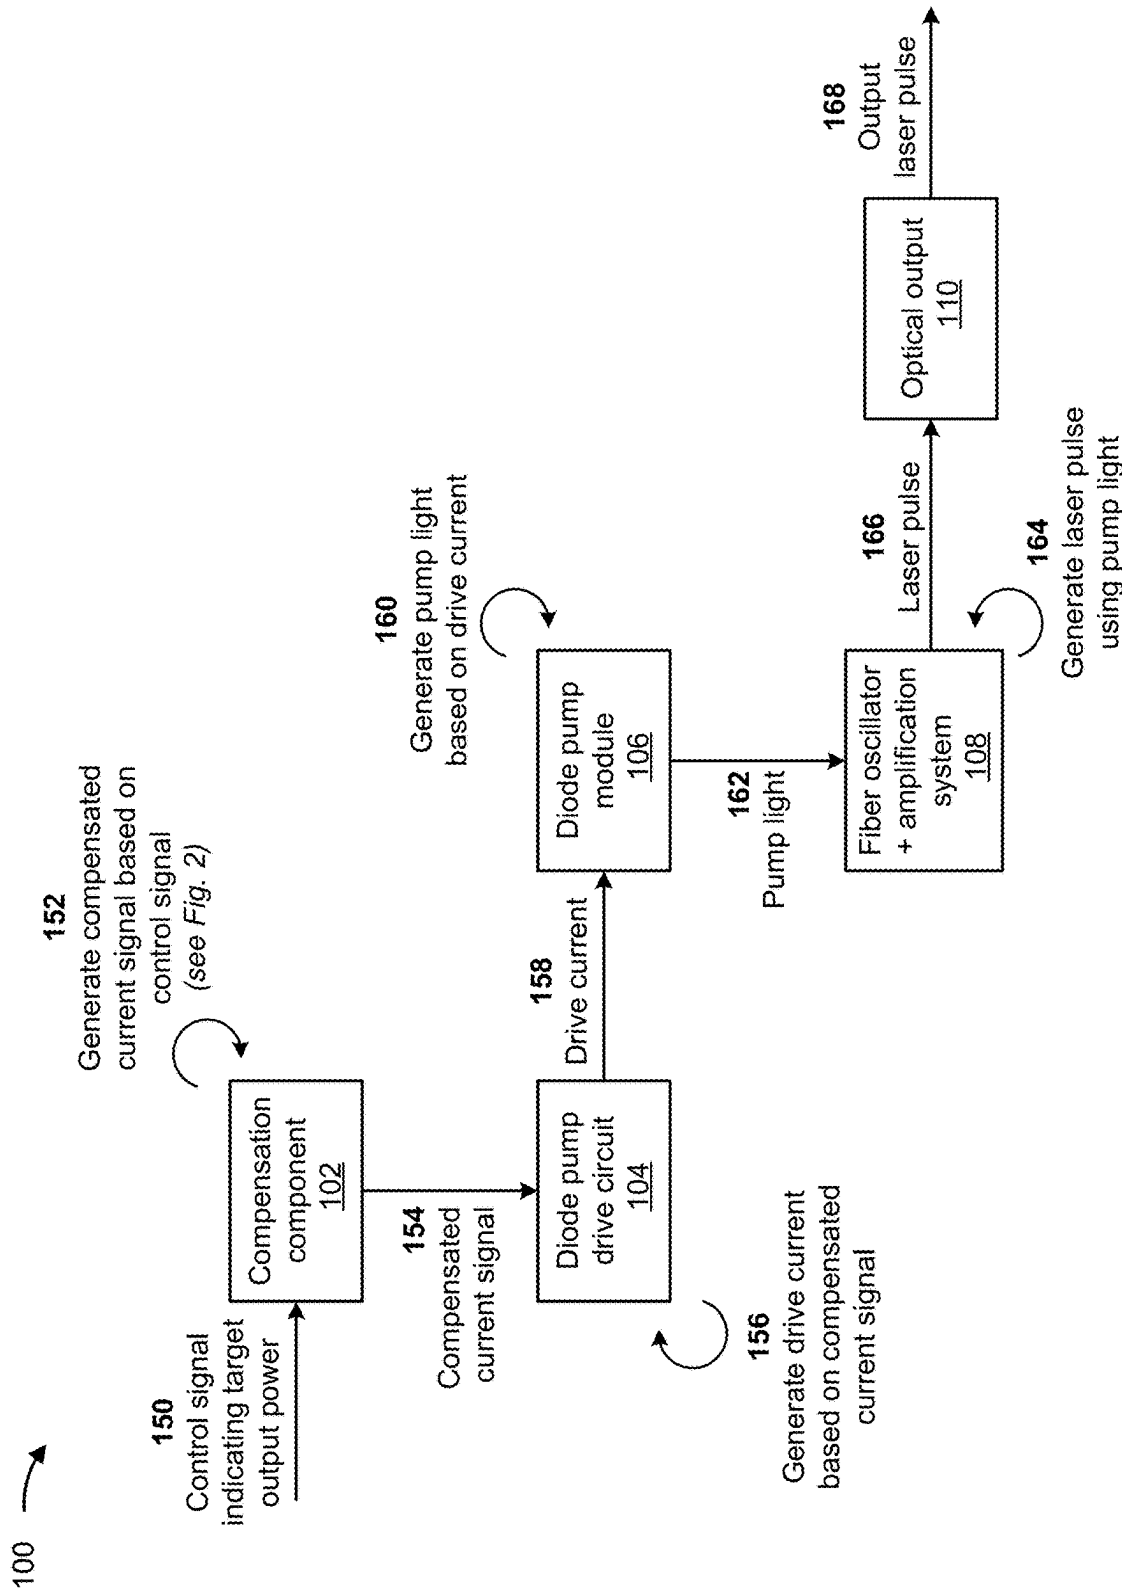 100
150
Control signal
indicating target
output power
Compensation
component
102
152
Generate compensated
current signal based on
control signal
(see Fig. 2)
154
Compensated
current signal
Diode pump
drive circuit
104
156
Generate drive current
based on compensated
current signal
158
Drive current
Diode pump
module
106
160
Generate pump light
based on drive current
162
Pump light
Fiber oscillator
+ amplification
system
108
164
Generate laser pulse
using pump light
166
Laser pulse
Optical output
110
168
Output
laser pulse